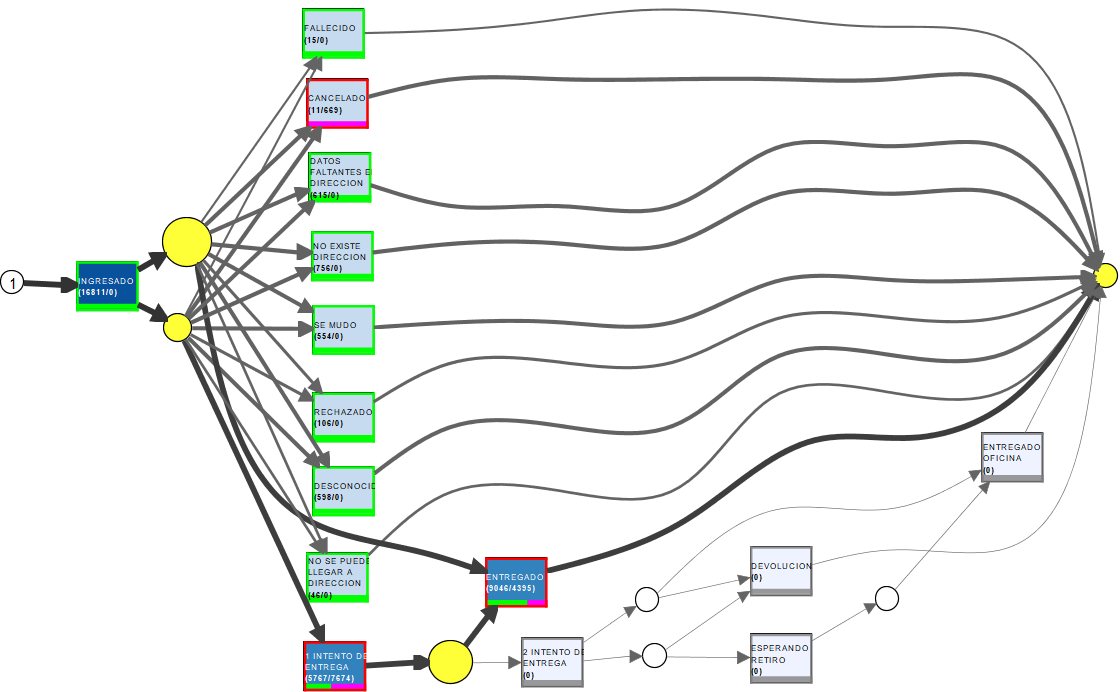 FALLECIDO
(15/0)
CANCELADO
(11/669)
DATOS
FALTANTES E
DIRECCION
(615/0)
NO EXISTE
DIRECCION
(756/0)
1
INGRESADO
(16811/0)
SE MUDO
(554/0)
RECHAZADO
(106/0)
DESCONOCID
(598/0)
NO SE PUEDE
LLEGAR A
DIRECCION
(46/0)
ENTREGADO
(9046/4395)
1 INTENTO DE
ENTREGA
(5767/7674)
2 INTENTO DE
ENTREGA
(0)
DEVOLUCION
(0)
ESPERANDO
RETIRO
(0)
ENTREGADO
OFICINA
(0)